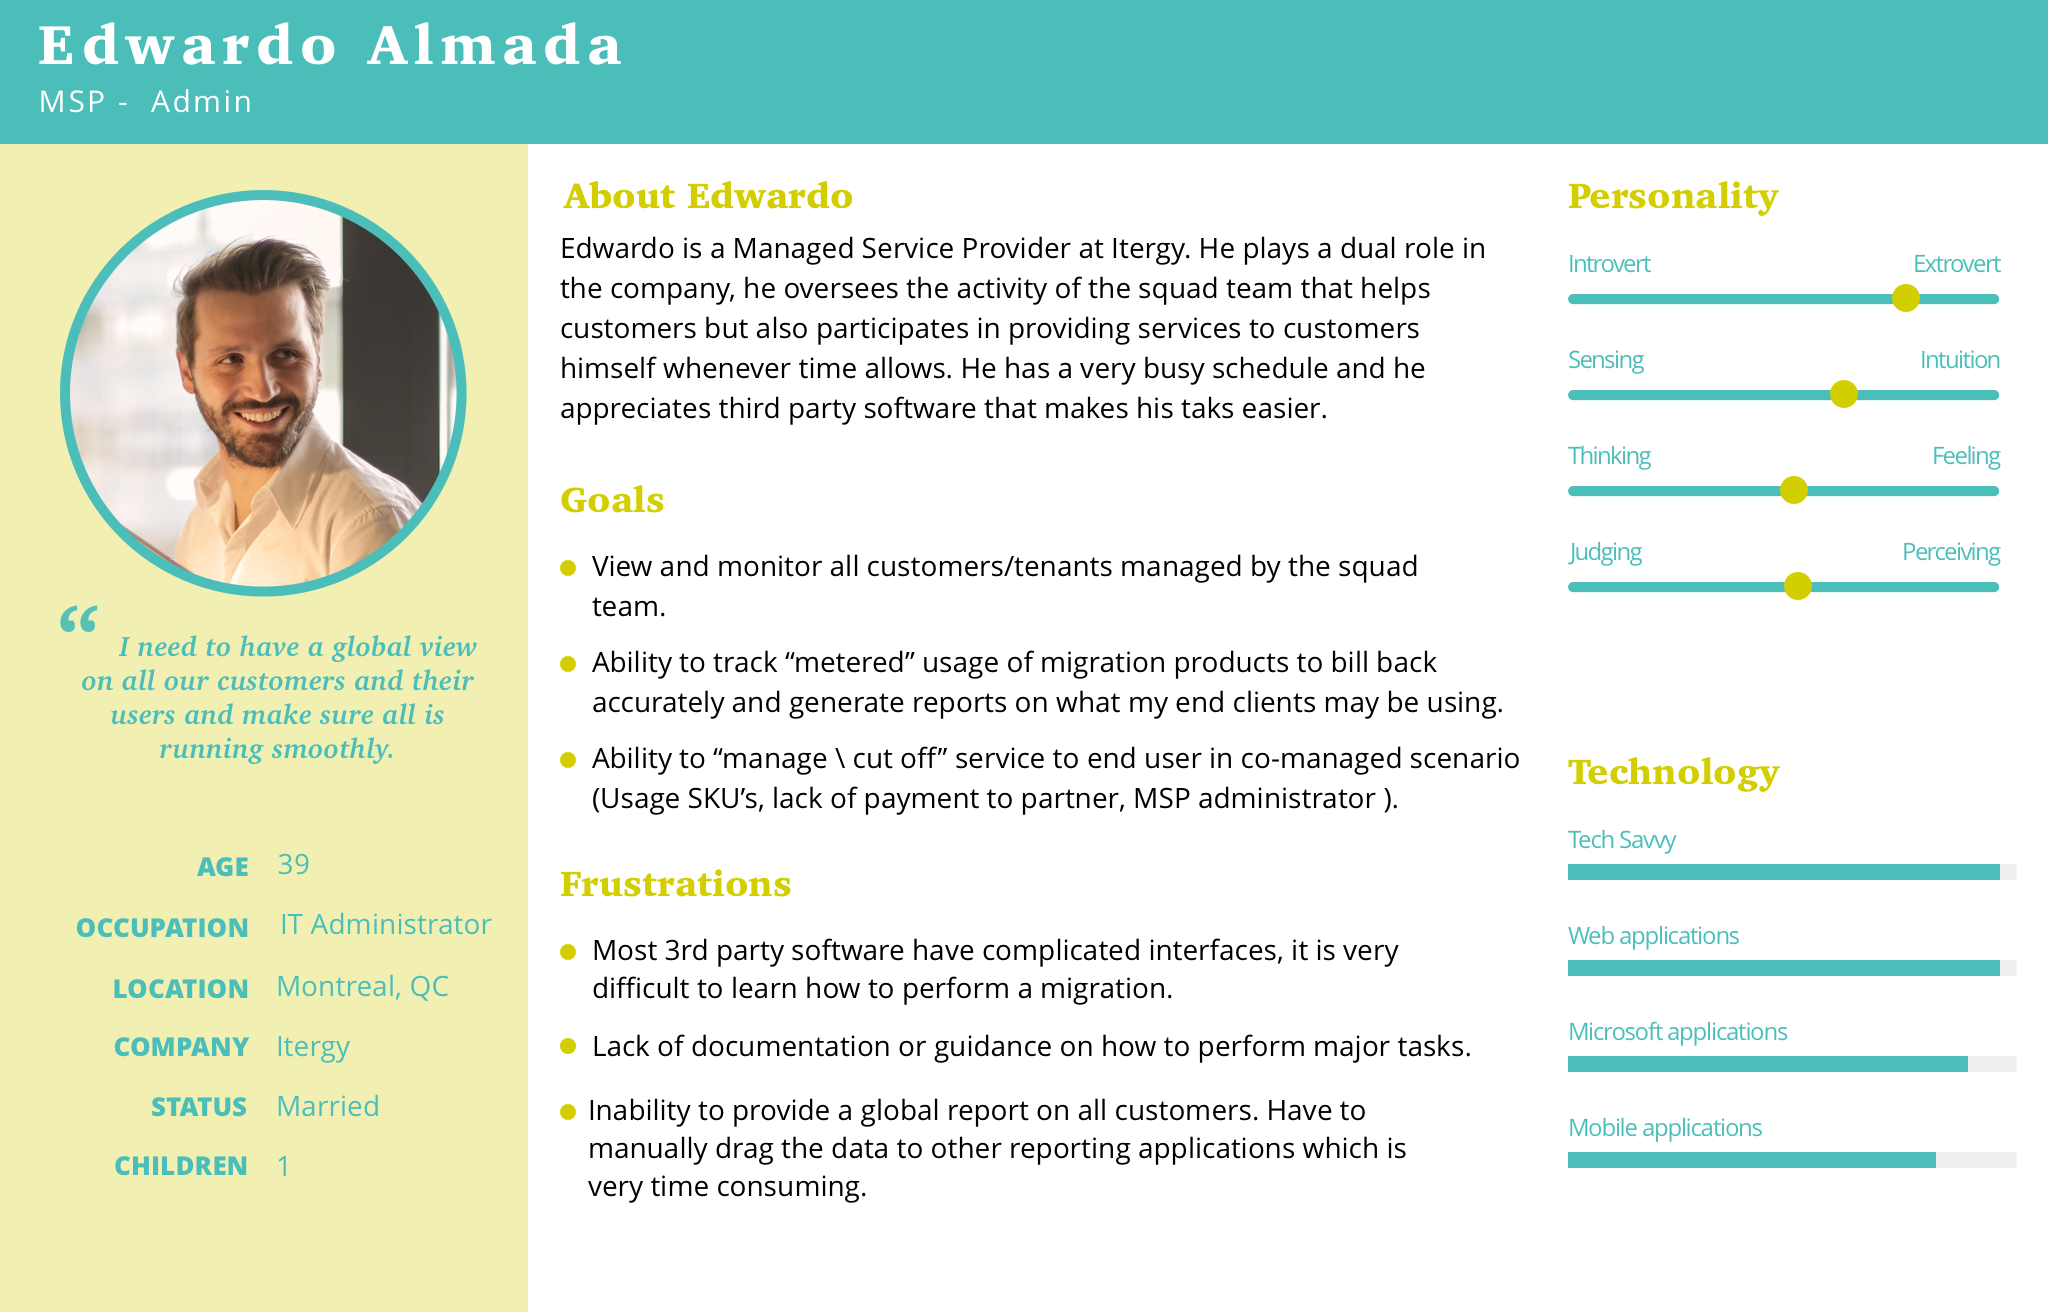 Edwardo Almada
MSP -  Admin
“
I need to have a global view
on all our customers and their
users and make sure all is
running smoothly.
AGE 39
OCCUPATION IT Administrator
LOCATION Montreal, QC
COMPANY Itergy
STATUS Married
CHILDREN 1
About Edwardo
Edwardo is a Managed Service Provider at Itergy. He plays a dual role in
the company, he oversees the activity of the squad team that helps
customers but also participates in providing services to customers
himself whenever time allows. He has a very busy schedule and he
appreciates third party software that makes his taks easier.
Goals
View and monitor all customers/tenants managed by the squad
team.
Ability to track “metered” usage of migration products to bill back
accurately and generate reports on what my end clients may be using.
Ability to “manage \ cut off” service to end user in co-managed scenario
(Usage SKU’s, lack of payment to partner, MSP administrator ).
Frustrations
Most 3rd party software have complicated interfaces, it is very
difficult to learn how to perform a migration.
Lack of documentation or guidance on how to perform major tasks.
Inability to provide a global report on all customers. Have to
manually drag the data to other reporting applications which is
very time consuming.
Personality
Introvert Extrovert
Sensing Intuition
Thinking Feeling
Judging Perceiving
Technology
Tech Savvy
Web applications
Microsoft applications
Mobile applications